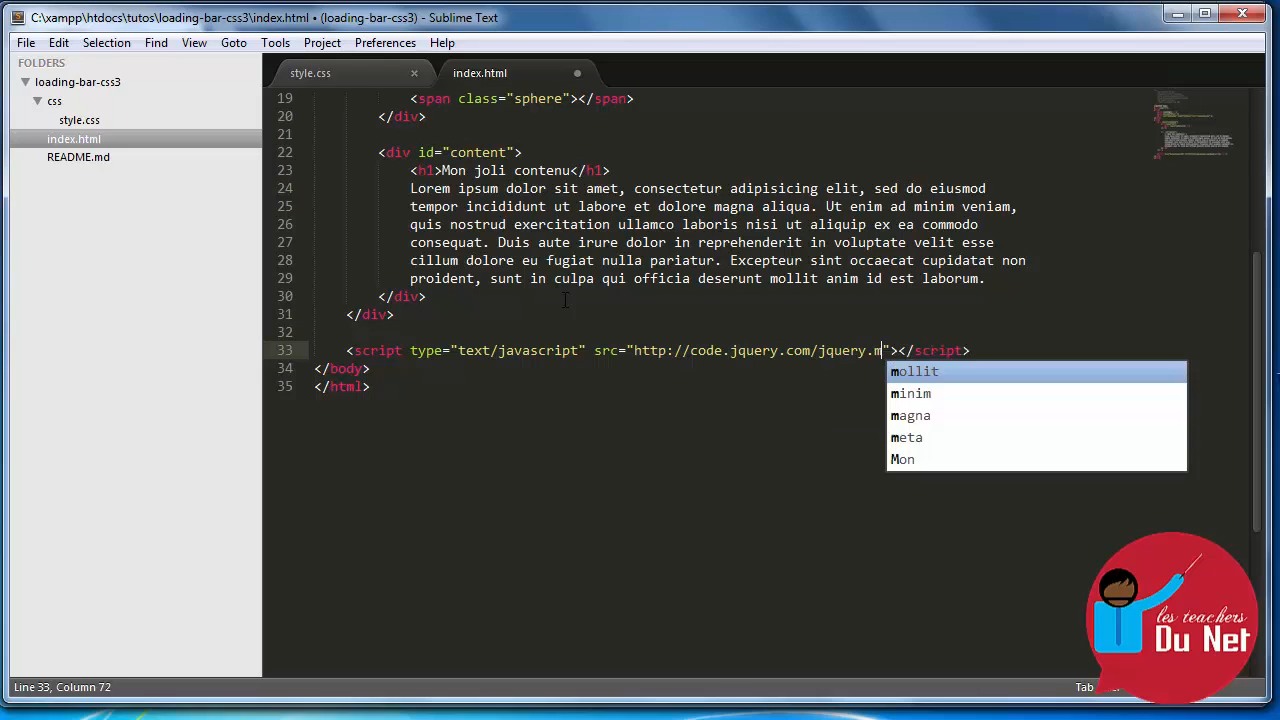 C:\xampp\htdocs\tutos\loading-bar-css3\index.html • (loading-bar-css3) - Sublime Text
File Edit Selection Find View Goto Tools Project Preferences Help
FOLDERS
loading-bar-css3
css
style.css
index.html
README.md
style.css × index.html
19 <span class="sphere"></span>
20 </div>
21
22 <div id="content">
23 <h1>Mon joli contenu</h1>
24 Lorem ipsum dolor sit amet, consectetur adipisicing elit, sed do eiusmod
25 tempor incididunt ut labore et dolore magna aliqua. Ut enim ad minim veniam,
26 quis nostrud exercitation ullamco laboris nisi ut aliquip ex ea commodo
27 consequat. Duis aute irure dolor in reprehenderit in voluptate velit esse
28 cillum dolore eu fugiat nulla pariatur. Excepteur sint occaecat cupidatat non
29 proident, sunt in culpa qui officia deserunt mollit anim id est laborum.
30 </div>
31 </div>
32
33 <script type="text/javascript" src="http://code.jquery.com/jquery.m"></script>
34 </body>
35 </html>
mollit
minim
magna
meta
Mon
les teachers
Du Net
Line 33, Column 72
Tab